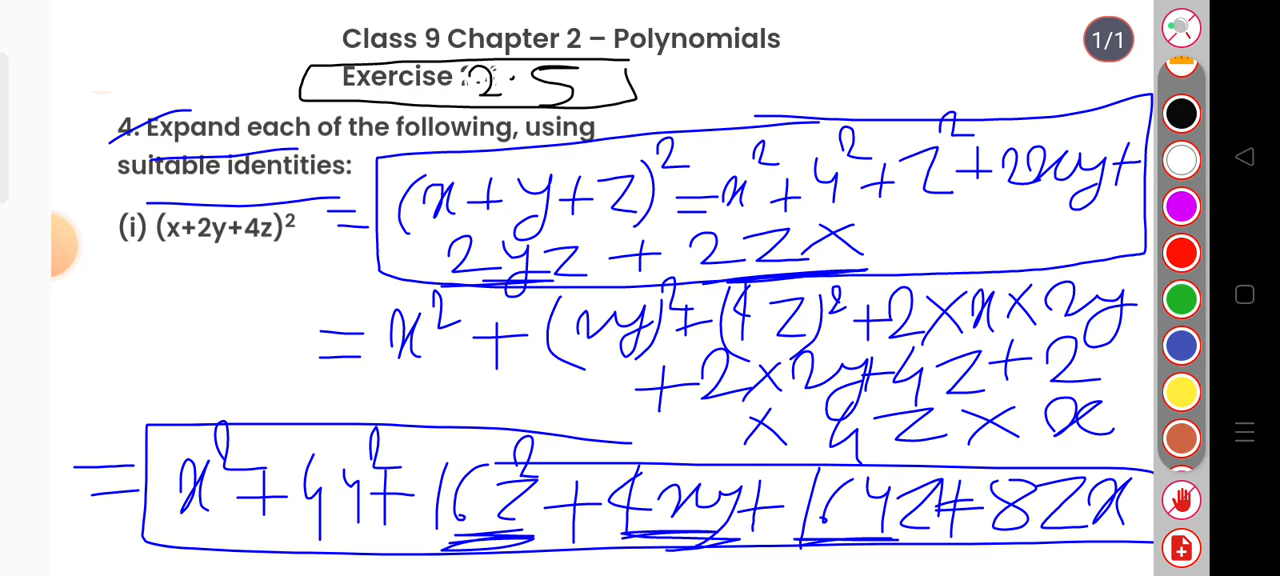 Class 9 Chapter 2 – Polynomials
1/1
Exercise 2.5
4. Expand each of the following, using
suitable identities:
(i) (x+2y+4z)²
= (x+y+z)² = x²+y²+z²+2xy+
2yz + 2zx
= x² + (2y)²+(4z)²+2×x×2y
+2×2y+4z+2
× 4z × x
= x²+4y²+16z²+4xy+16yz+8zx